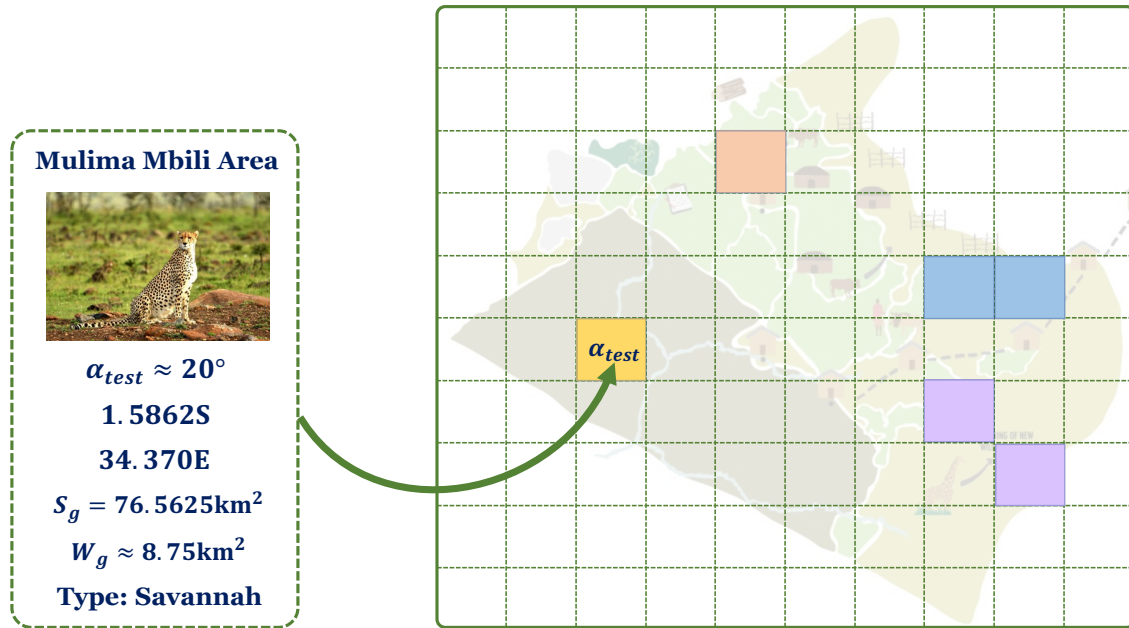 Mulima Mbili Area
α_test ≈ 20°
1.5862S
34.370E
S_g = 76.5625km²
W_g ≈ 8.75km²
Type: Savannah
α_test